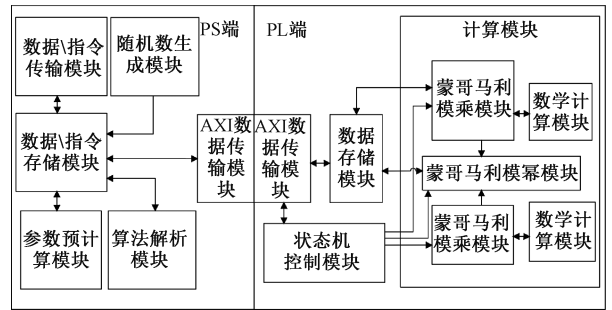 PS端
PL端
计算模块
数据\指令
传输模块
随机数生
成模块
数据\指令
存储模块
参数预计
算模块
算法解析
模块
AXI数
据传
输模
块
AXI数
据传
输模
块
数据
存储
模块
状态机
控制模块
蒙哥马利
模乘模块
数学计
算模块
蒙哥马利模幂模块
蒙哥马利
模乘模块
数学计
算模块